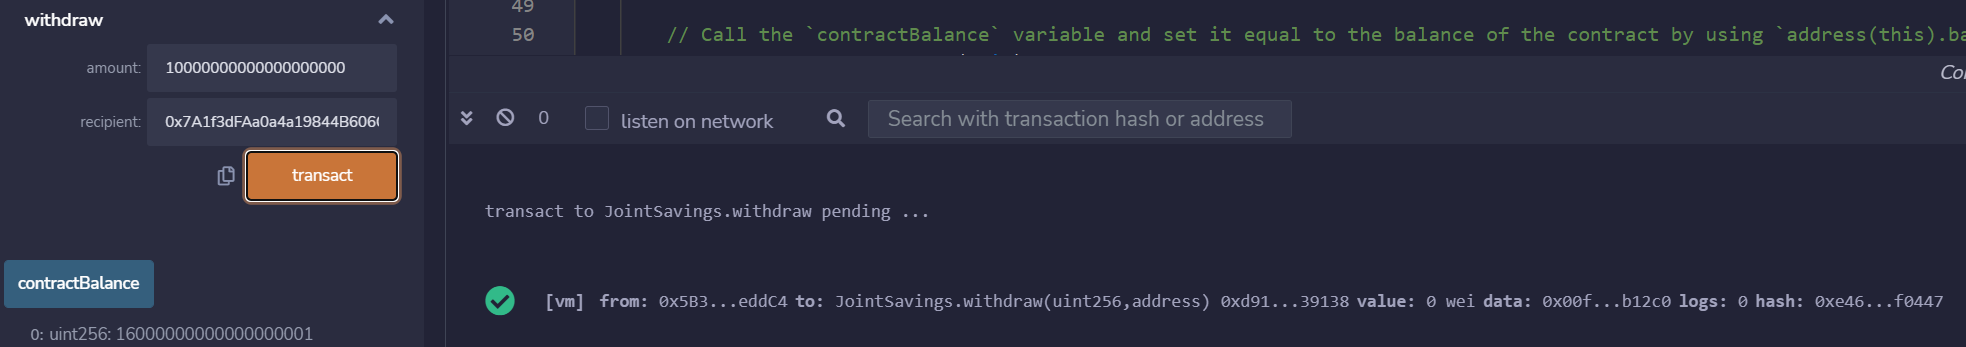 withdraw
amount: 10000000000000000000
recipient: 0x7A1f3dFAa0a4a19844B606
transact
contractBalance
0: uint256: 16000000000000000001
49
50 // Call the `contractBalance` variable and set it equal to the balance of the contract by using `address(this).ba
Co
0 listen on network Search with transaction hash or address
transact to JointSavings.withdraw pending ...
[vm] from: 0x5B3...eddC4 to: JointSavings.withdraw(uint256,address) 0xd91...39138 value: 0 wei data: 0x00f...b12c0 logs: 0 hash: 0xe46...f0447